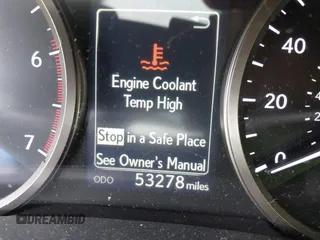 Engine Coolant
Temp High
Stop in a Safe Place
See Owner's Manual
ODO 53278 miles
6
7
40
20
0
DREAMBID